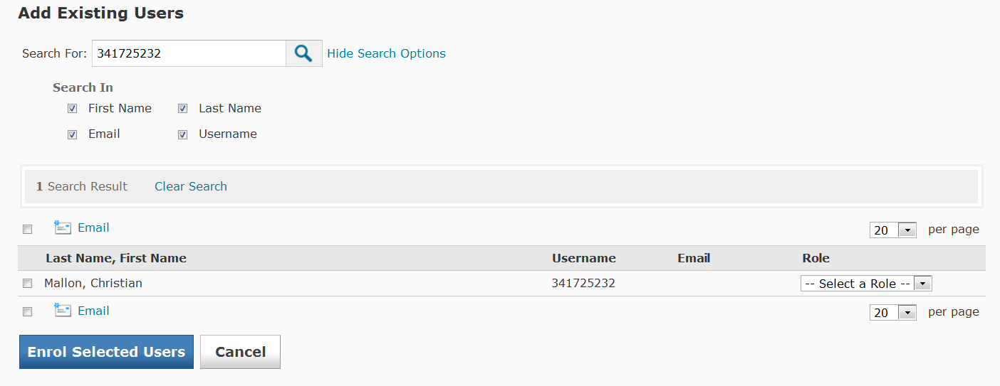 Add Existing Users
Search For: 341725232 Hide Search Options
Search In
First Name Last Name
Email Username
1 Search Result Clear Search
Email 20 per page
Last Name, First Name Username Email Role
Mallon, Christian 341725232 -- Select a Role --
Email 20 per page
Enrol Selected Users Cancel